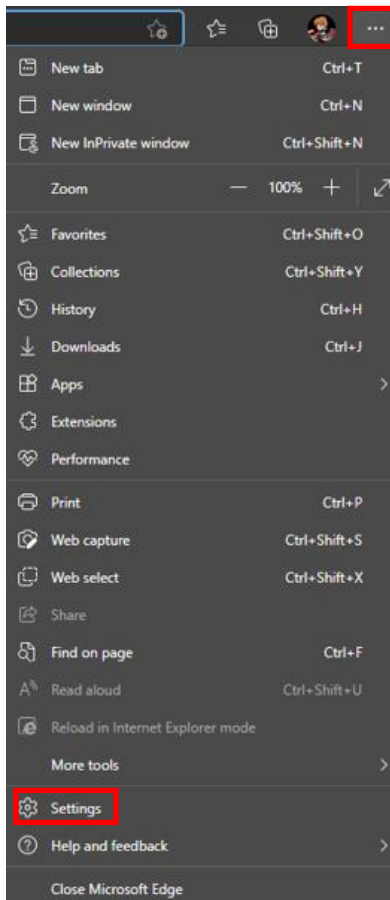 New tab Ctrl+T
New window Ctrl+N
New InPrivate window Ctrl+Shift+N
Zoom — 100% +
Favorites Ctrl+Shift+O
Collections Ctrl+Shift+Y
History Ctrl+H
Downloads Ctrl+J
Apps
Extensions
Performance
Print Ctrl+P
Web capture Ctrl+Shift+S
Web select Ctrl+Shift+X
Share
Find on page Ctrl+F
Read aloud Ctrl+Shift+U
Reload in Internet Explorer mode
More tools
Settings
Help and feedback
Close Microsoft Edge